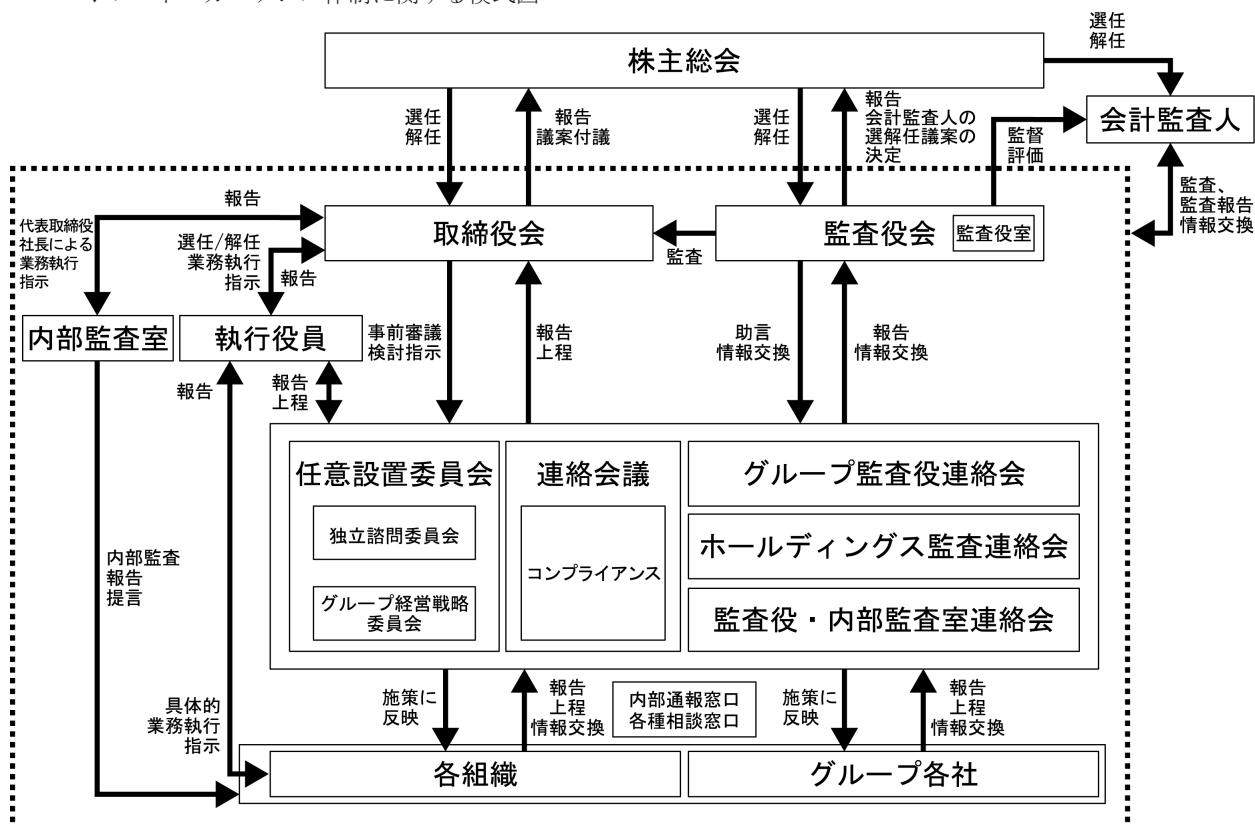 選任
解任
株主総会
会計監査人
選任
解任
報告
議案付議
選任
解任
報告
会計監査人の
選解任議案の
決定
監督
評価
監査、
監査報告
情報交換
報告
代表取締役
社長による
業務執行
指示
選任/解任
業務執行
指示
報告
取締役会
監査
監査役会
監査役室
内部監査室
執行役員
事前審議
検討指示
報告
上程
助言
情報交換
報告
情報交換
報告
報告
上程
任意設置委員会
独立諮問委員会
グループ経営戦略
委員会
連絡会議
コンプライアンス
グループ監査役連絡会
ホールディングス監査連絡会
監査役・内部監査室連絡会
内部監査
報告
提言
具体的
業務執行
指示
施策に
反映
報告
上程
情報交換
内部通報窓口
各種相談窓口
施策に
反映
報告
上程
情報交換
各組織
グループ各社